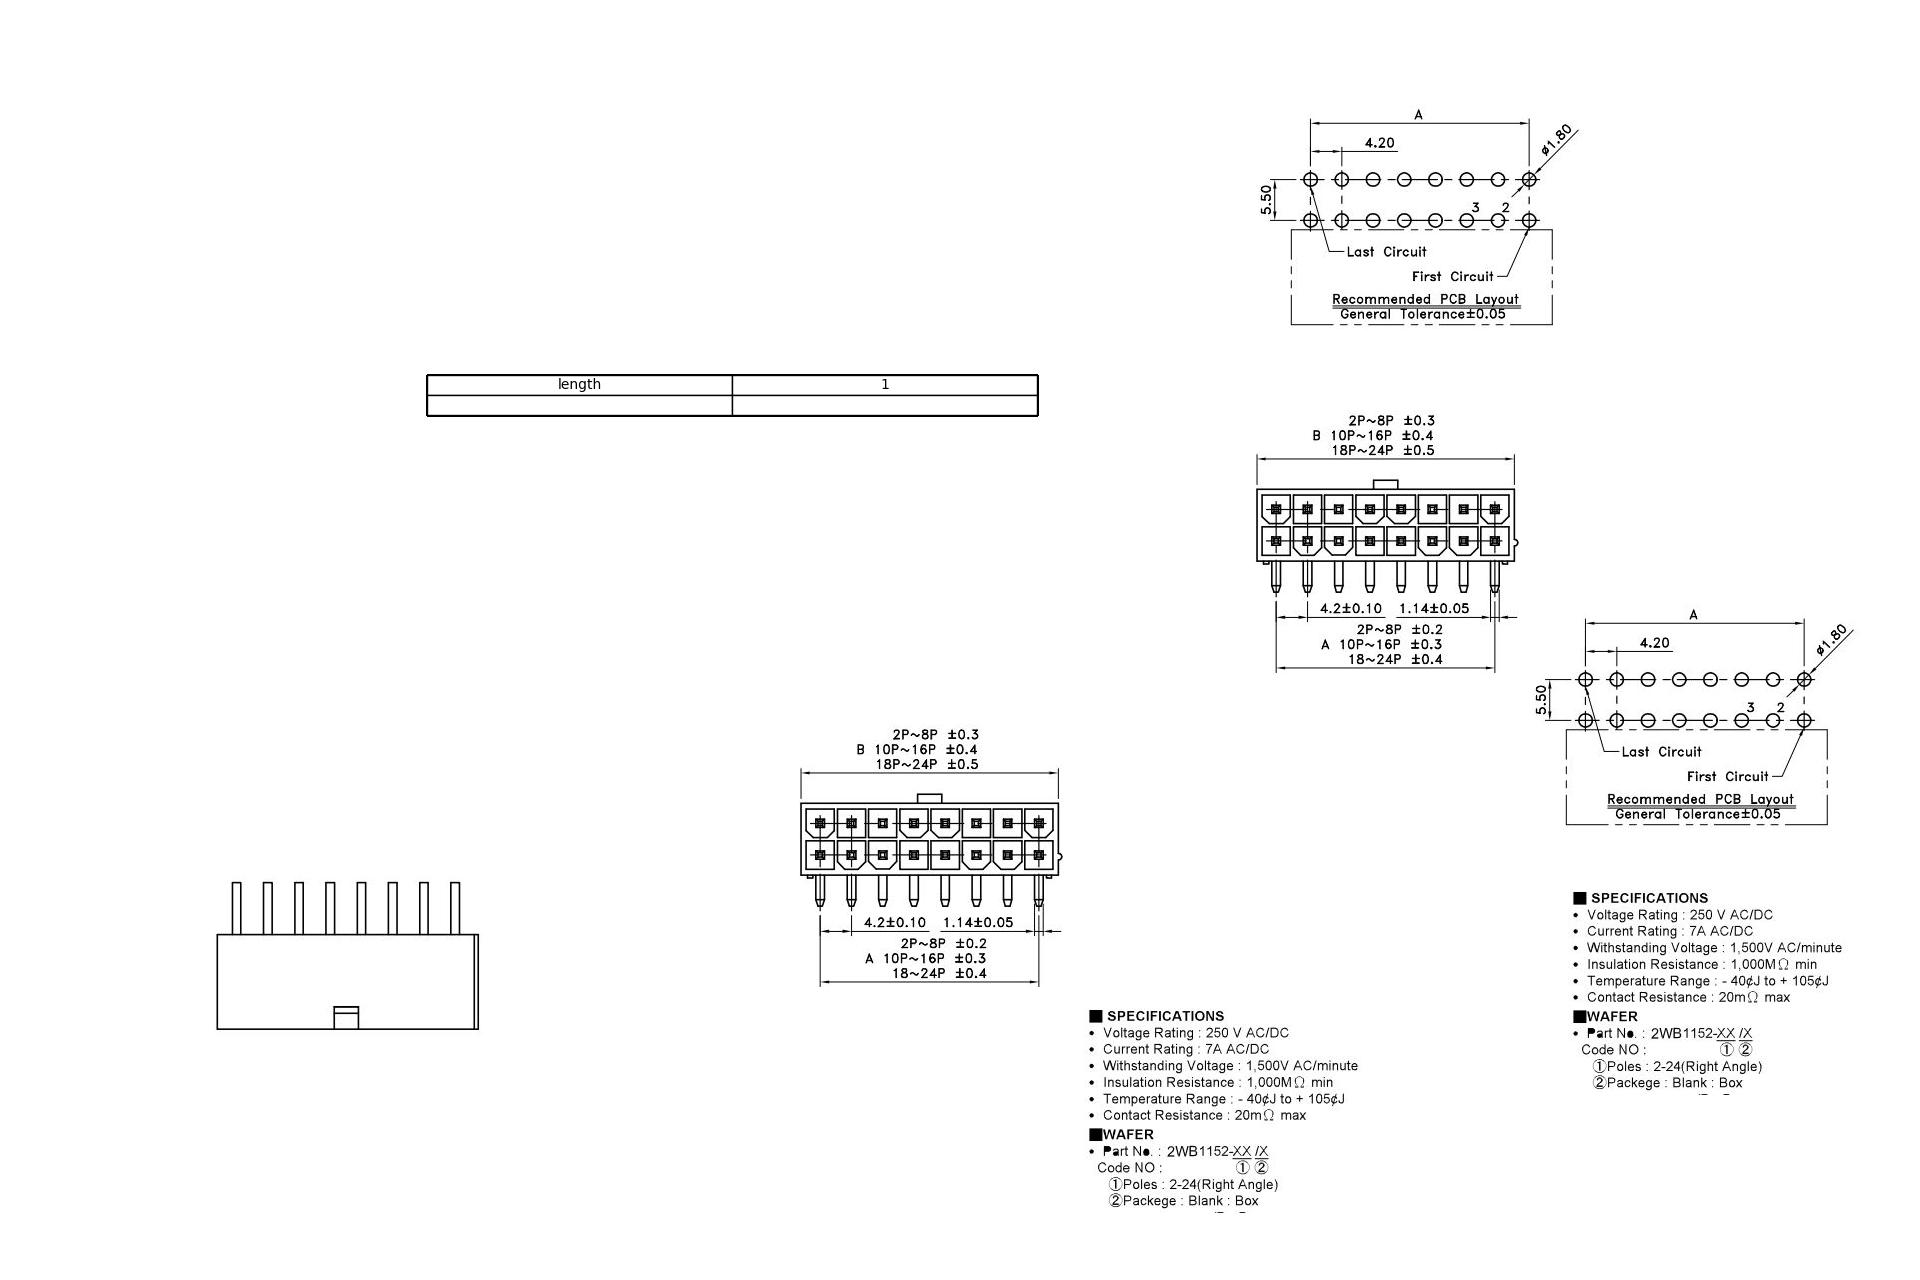 A
4.20
ø1.80
5.50
3 2
Last Circuit
First Circuit
Recommended PCB Layout
General Tolerance±0.05
length 1
2P~8P ±0.3
B 10P~16P ±0.4
18P~24P ±0.5
4.2±0.10 1.14±0.05
2P~8P ±0.2
A 10P~16P ±0.3
18~24P ±0.4
A
4.20
ø1.80
5.50
3 2
Last Circuit
First Circuit
Recommended PCB Layout
General Tolerance±0.05
2P~8P ±0.3
B 10P~16P ±0.4
18P~24P ±0.5
4.2±0.10 1.14±0.05
2P~8P ±0.2
A 10P~16P ±0.3
18~24P ±0.4
■ SPECIFICATIONS
• Voltage Rating : 250 V AC/DC
• Current Rating : 7A AC/DC
• Withstanding Voltage : 1,500V AC/minute
• Insulation Resistance : 1,000MΩ min
• Temperature Range : - 40¢J to + 105¢J
• Contact Resistance : 20mΩ max
■WAFER
• Part No. : 2WB1152-XX /X
Code NO : ① ②
①Poles : 2-24(Right Angle)
②Packege : Blank : Box
■ SPECIFICATIONS
• Voltage Rating : 250 V AC/DC
• Current Rating : 7A AC/DC
• Withstanding Voltage : 1,500V AC/minute
• Insulation Resistance : 1,000MΩ min
• Temperature Range : - 40¢J to + 105¢J
• Contact Resistance : 20mΩ max
■WAFER
• Part No. : 2WB1152-XX /X
Code NO : ① ②
①Poles : 2-24(Right Angle)
②Packege : Blank : Box